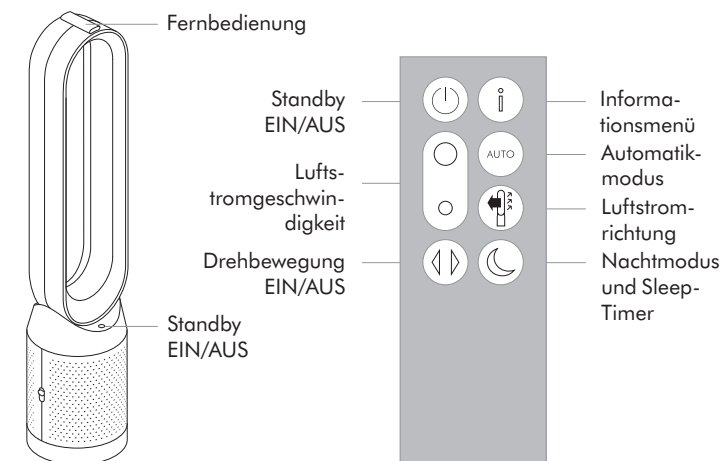 Fernbedienung
Standby
EIN/AUS
Lufts-
tromgeschwin-
digkeit
Drehbewegung
EIN/AUS
Standby
EIN/AUS
AUTO
Informa-
tionsmenü
Automatik-
modus
Luftstrom-
richtung
Nachtmodus
und Sleep-
Timer